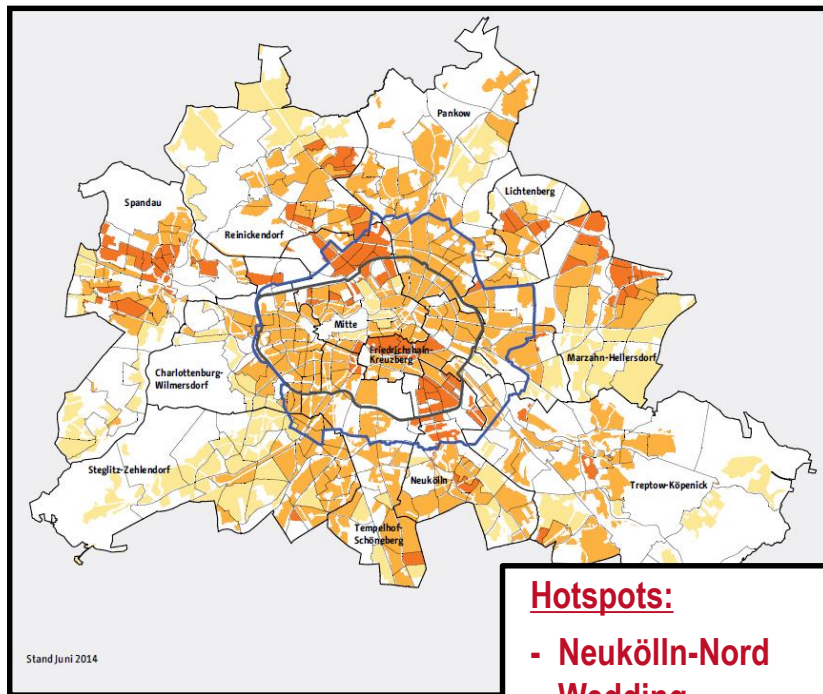 Pankow
Lichtenberg
Spandau
Reinickendorf
Mitte
Friedrichshain-
Kreuzberg
Marzahn-Hellersdorf
Charlottenburg-
Wilmersdorf
Steglitz-Zehlendorf
Neukölln
Treptow-Köpenick
Tempelhof-
Schöneberg
Stand Juni 2014
Hotspots:
- Neukölln-Nord
Wedding